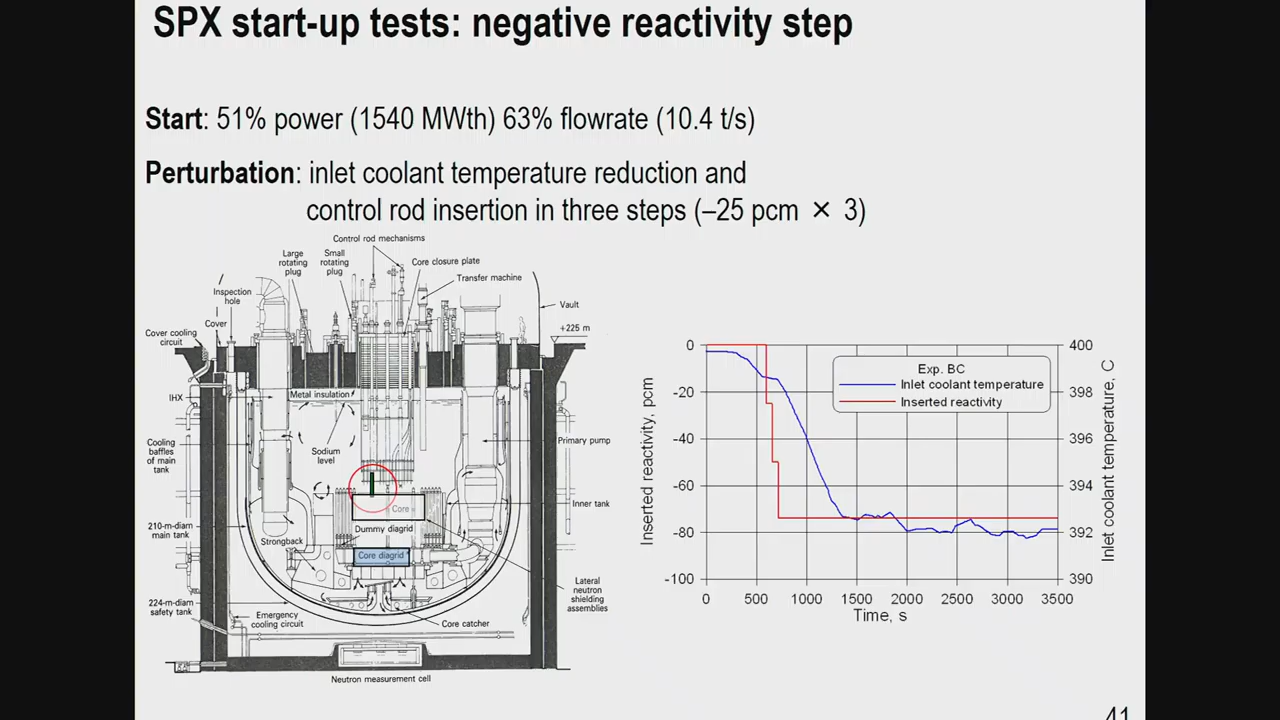 SPX start-up tests: negative reactivity step
Start: 51% power (1540 MWth) 63% flowrate (10.4 t/s)
Perturbation: inlet coolant temperature reduction and
control rod insertion in three steps (–25 pcm × 3)
Control rod mechanisms
Large
rotating
plug
Small
rotating
plug
Core closure plate
Transfer machine
Inspection
hole
Vault
Cover
Cover cooling
circuit
+225 m
IHX
Metal insulation
Cooling
baffles
of main
tank
Sodium
level
Primary pump
Core
Inner tank
Dummy diagrid
210-m-diam
main tank
Strongback
Core diagrid
Lateral
neutron
shielding
assemblies
224-m-diam
safety tank
Emergency
cooling circuit
Core catcher
Neutron measurement cell
Inserted reactivity, pcm
0
-20
-40
-60
-80
-100
Exp. BC
Inlet coolant temperature
Inserted reactivity
400
398
396
394
392
390
Inlet coolant temperature, C
0 500 1000 1500 2000 2500 3000 3500
Time, s
41